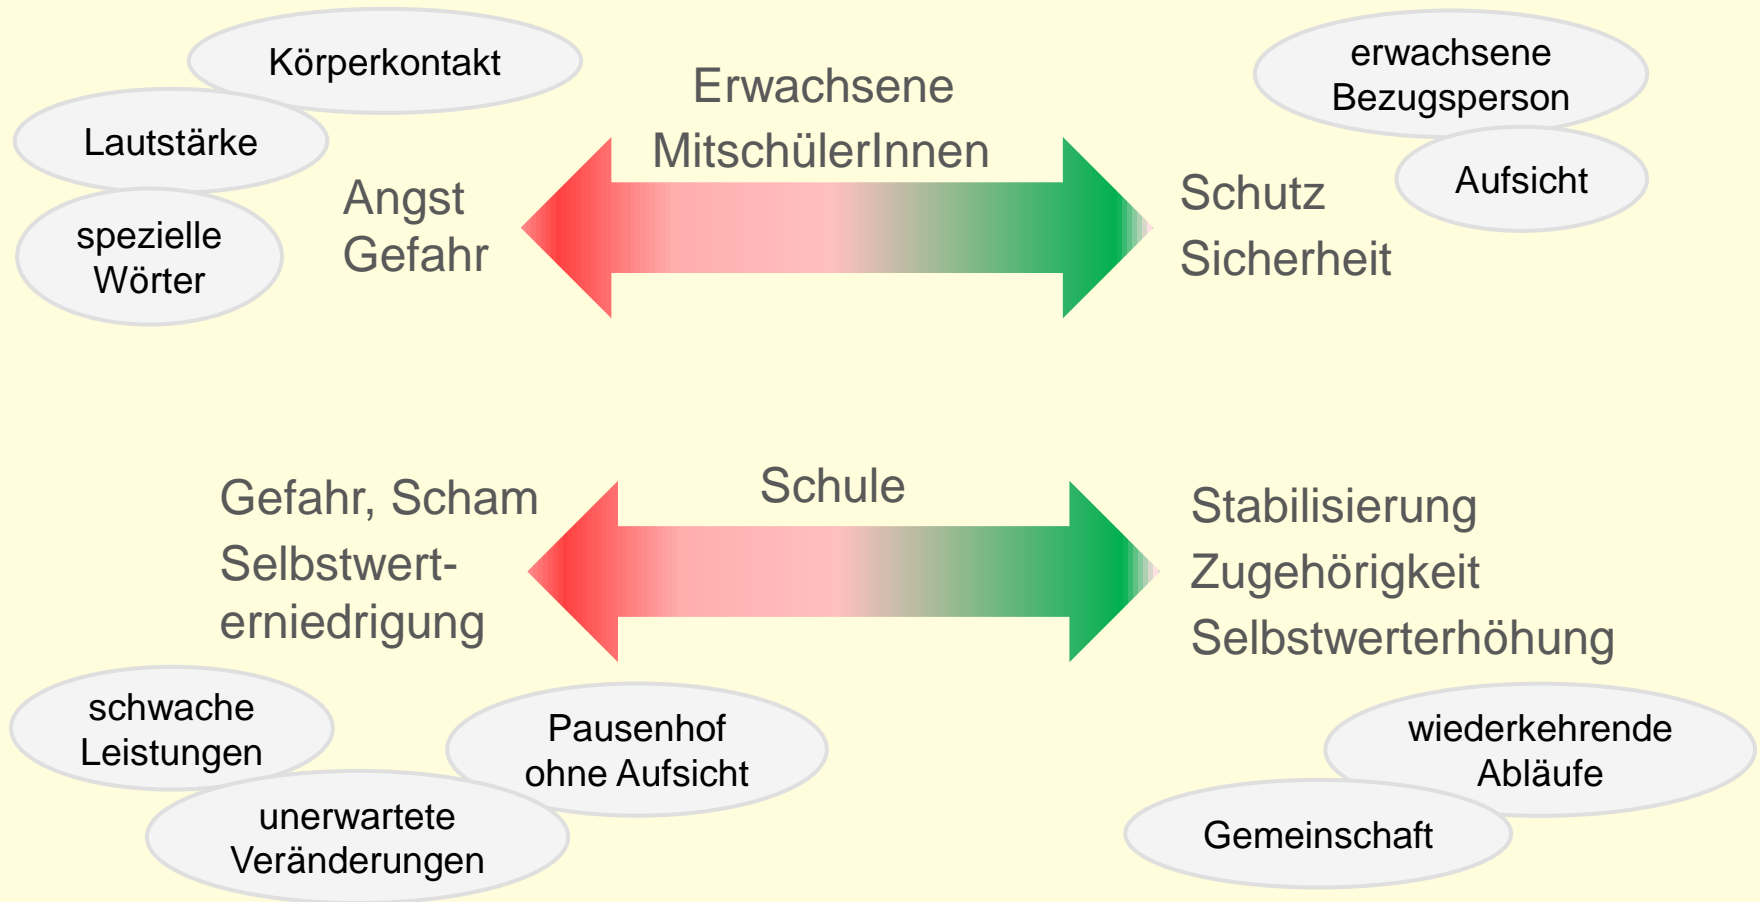 Körperkontakt
Lautstärke
spezielle
Wörter
Angst
Gefahr
Erwachsene
MitschülerInnen
erwachsene
Bezugsperson
Aufsicht
Schutz
Sicherheit
Gefahr, Scham
Selbstwert-
erniedrigung
Schule
Stabilisierung
Zugehörigkeit
Selbstwerterhöhung
schwache
Leistungen
unerwartete
Veränderungen
Pausenhof
ohne Aufsicht
wiederkehrende
Abläufe
Gemeinschaft